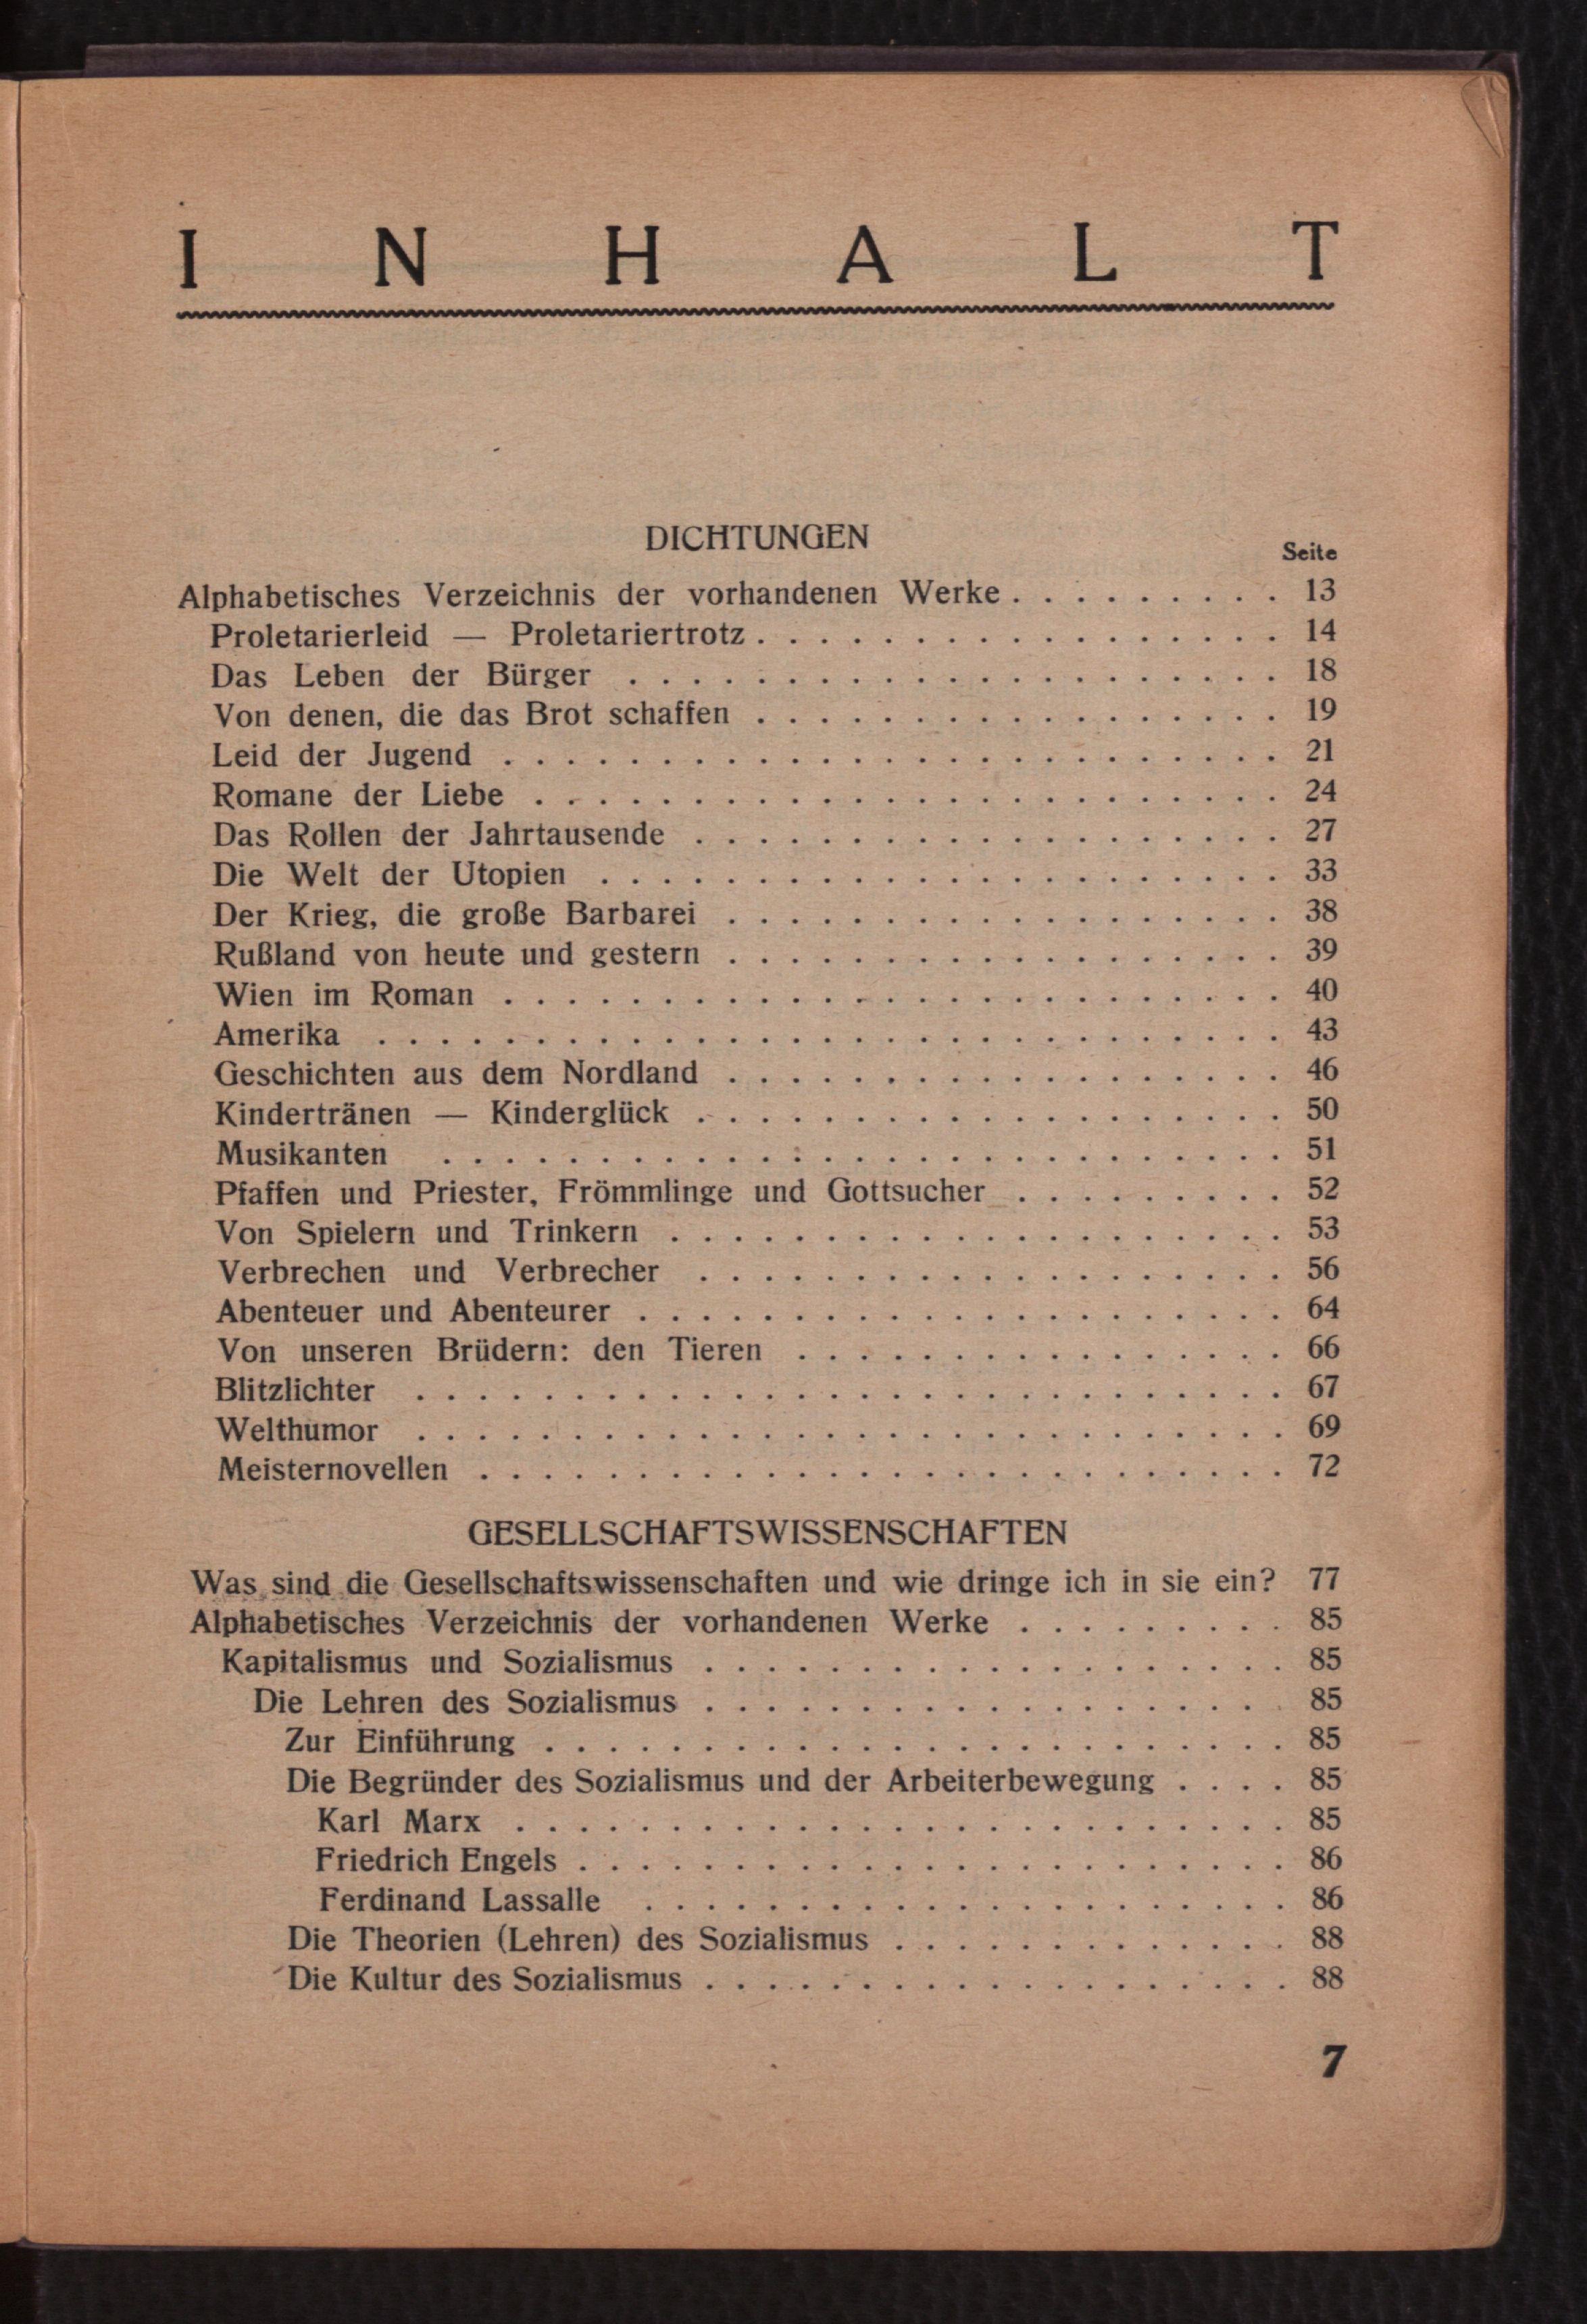 I N H A L T
DICHTUNGEN
Seite
Alphabetisches Verzeichnis der vorhandenen Werke . . . . . . . . . 13
Proletarierleid — Proletariertrotz . . . . . . . . . . . . . . . . . 14
Das Leben der Bürger . . . . . . . . . . . . . . . . . . . . . 18
Von denen, die das Brot schaffen . . . . . . . . . . . . . . . . . 19
Leid der Jugend . . . . . . . . . . . . . . . . . . . . . . . . . 21
Romane der Liebe . . . . . . . . . . . . . . . . . . . . . . . . 24
Das Rollen der Jahrtausende . . . . . . . . . . . . . . . . . . . 27
Die Welt der Utopien . . . . . . . . . . . . . . . . . . . . . . 33
Der Krieg, die große Barbarei . . . . . . . . . . . . . . . . . . 38
Rußland von heute und gestern . . . . . . . . . . . . . . . . . . 39
Wien im Roman . . . . . . . . . . . . . . . . . . . . . . . . . 40
Amerika . . . . . . . . . . . . . . . . . . . . . . . . . . . . . 43
Geschichten aus dem Nordland . . . . . . . . . . . . . . . . . . 46
Kindertränen — Kinderglück . . . . . . . . . . . . . . . . . . . 50
Musikanten . . . . . . . . . . . . . . . . . . . . . . . . . . . 51
Pfaffen und Priester, Frömmlinge und Gottsucher . . . . . . . . . 52
Von Spielern und Trinkern . . . . . . . . . . . . . . . . . . . . 53
Verbrechen und Verbrecher . . . . . . . . . . . . . . . . . . . 56
Abenteuer und Abenteurer . . . . . . . . . . . . . . . . . . . . . 64
Von unseren Brüdern: den Tieren . . . . . . . . . . . . . . . . 66
Blitzlichter . . . . . . . . . . . . . . . . . . . . . . . . . . . . 67
Welthumor . . . . . . . . . . . . . . . . . . . . . . . . . . . . 69
Meisternovellen . . . . . . . . . . . . . . . . . . . . . . . . . . 72
GESELLSCHAFTSWISSENSCHAFTEN
Was sind die Gesellschaftswissenschaften und wie dringe ich in sie ein? 77
Alphabetisches Verzeichnis der vorhandenen Werke . . . . . . . . . 85
Kapitalismus und Sozialismus . . . . . . . . . . . . . . . . . . . 85
Die Lehren des Sozialismus . . . . . . . . . . . . . . . . . . . 85
Zur Einführung . . . . . . . . . . . . . . . . . . . . . . . . 85
Die Begründer des Sozialismus und der Arbeiterbewegung . . . . 85
Karl Marx . . . . . . . . . . . . . . . . . . . . . . . . . 85
Friedrich Engels . . . . . . . . . . . . . . . . . . . . . . . 86
Ferdinand Lassalle . . . . . . . . . . . . . . . . . . . . . 86
Die Theorien (Lehren) des Sozialismus . . . . . . . . . . . . . 88
Die Kultur des Sozialismus . . . . . . . . . . . . . . . . . . . 88
7